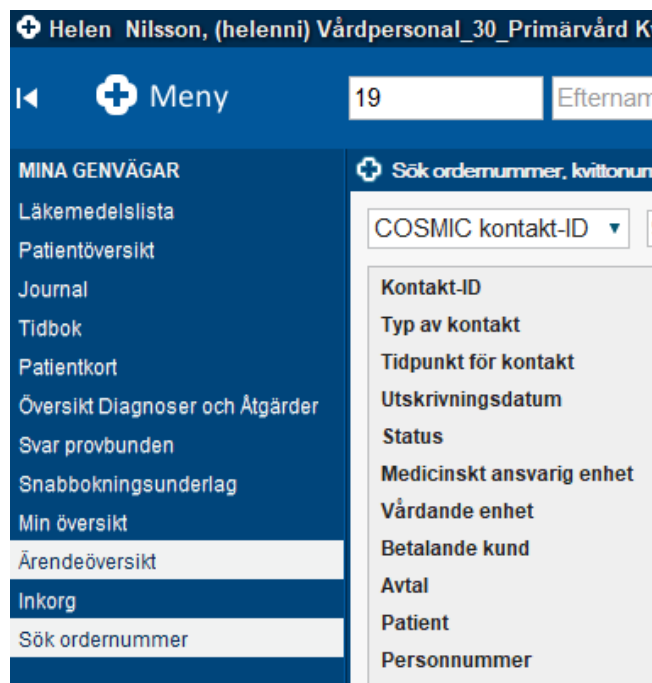 Helen Nilsson, (helenni) Vårdpersonal_30_Primärvård
Meny
19
MINA GENVÄGAR
Läkemedelslista
Patientöversikt
Journal
Tidbok
Patientkort
Översikt Diagnoser och Åtgärder
Svar provbunden
Snabbokningsunderlag
Min översikt
Ärendeöversikt
Inkorg
Sök ordernummer
Sök ordernummer,
COSMIC kontakt-ID
Kontakt-ID
Typ av kontakt
Tidpunkt för kontakt
Utskrivningsdatum
Status
Medicinskt ansvarig enhet
Vårdande enhet
Betalande kund
Avtal
Patient
Personnummer